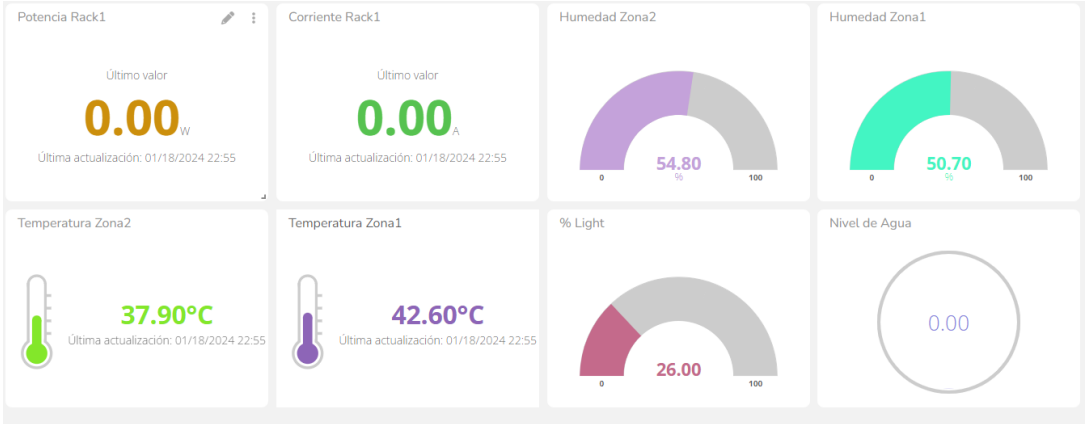 Potencia Rack1
Último valor
0.00 W
Última actualización: 01/18/2024 22:55
Corriente Rack1
Último valor
0.00 A
Última actualización: 01/18/2024 22:55
Humedad Zona2
54.80
%
0 100
Humedad Zona1
50.70
%
0 100
Temperatura Zona2
37.90°C
Última actualización: 01/18/2024 22:55
Temperatura Zona1
42.60°C
Última actualización: 01/18/2024 22:55
% Light
26.00
0 100
Nivel de Agua
0.00